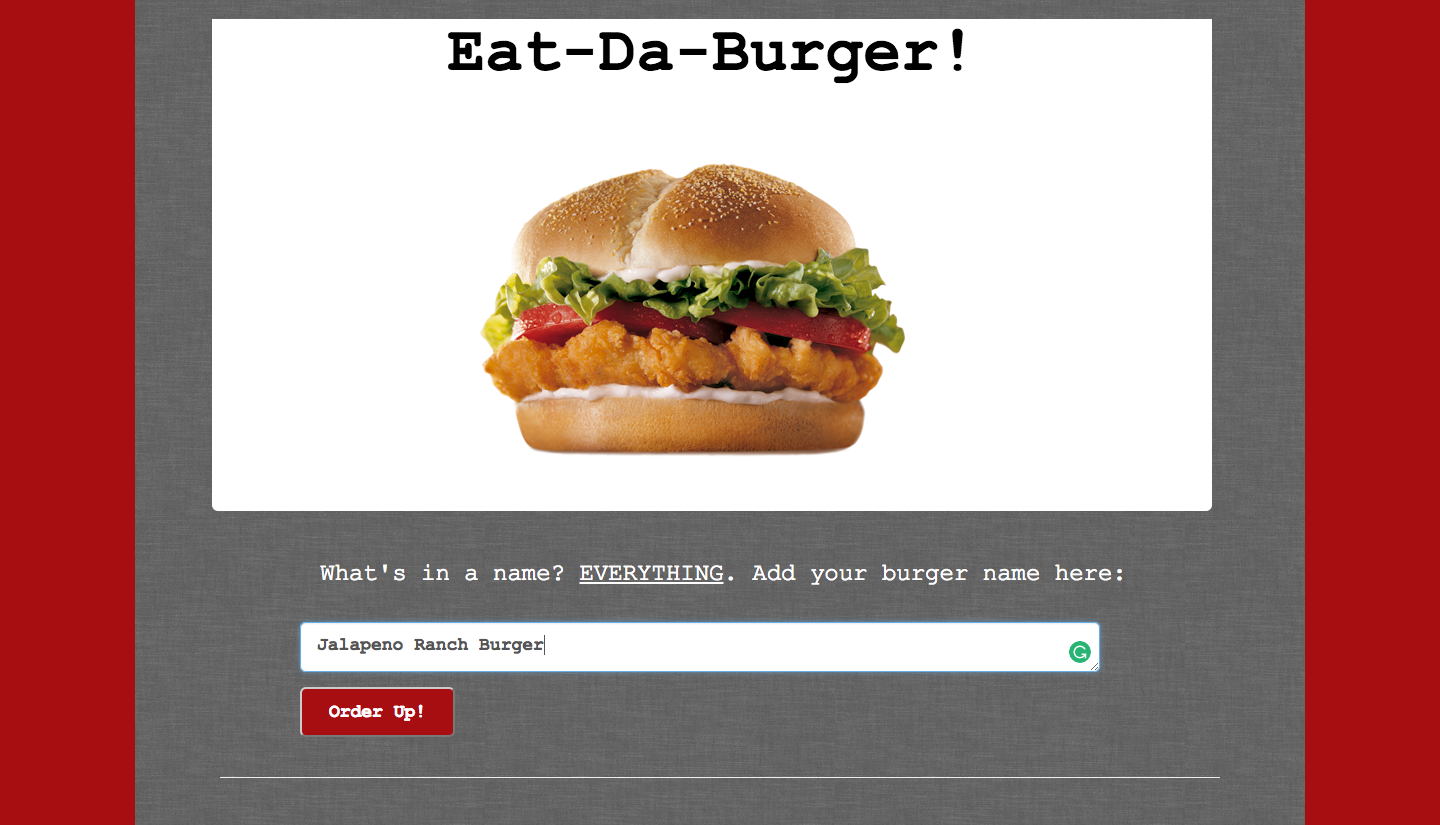 Eat-Da-Burger!
What's in a name? EVERYTHING. Add your burger name here:
Jalapeno Ranch Burger
Order Up!